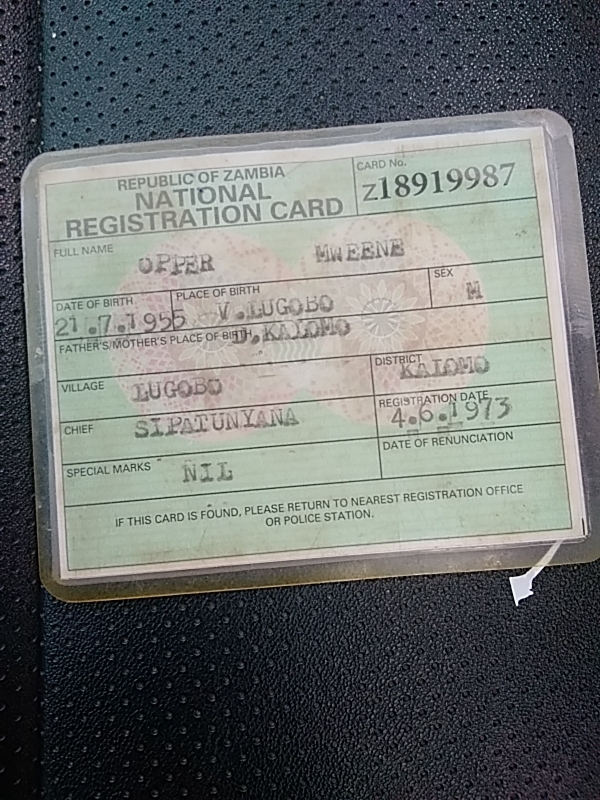 REPUBLIC OF ZAMBIA
NATIONAL
REGISTRATION CARD
CARD No.
Z18919987
FULL NAME
OPPER MWEENE
DATE OF BIRTH
21.7.1955
PLACE OF BIRTH
V.LUGOBO
D.KALOMO
SEX
M
FATHER'S/MOTHER'S PLACE OF BIRTH
VILLAGE
LUGOBO
DISTRICT
KALOMO
CHIEF
SIPATUNYANA
REGISTRATION DATE
4.6.1973
SPECIAL MARKS
NIL
DATE OF RENUNCIATION
IF THIS CARD IS FOUND, PLEASE RETURN TO NEAREST REGISTRATION OFFICE
OR POLICE STATION.